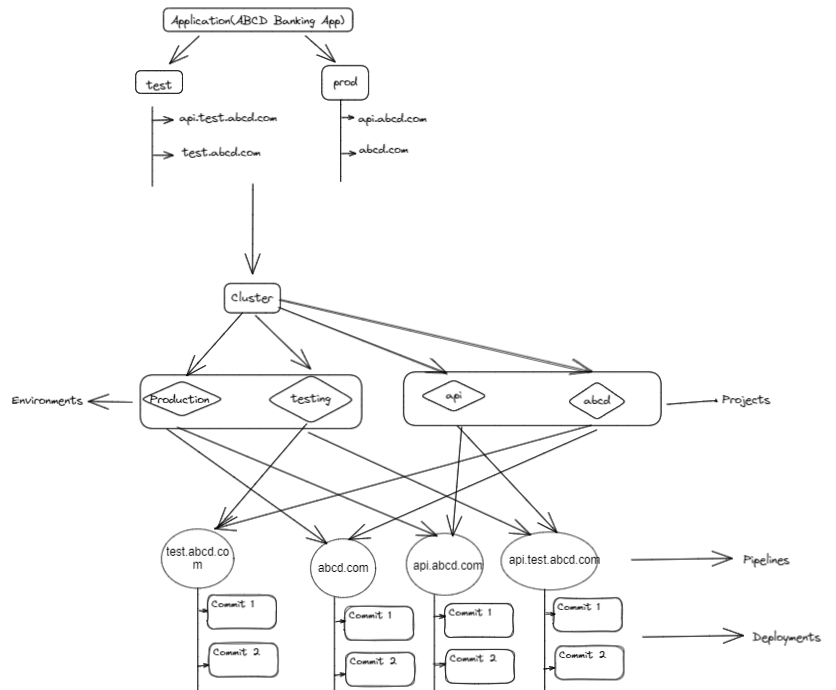 Application(ABCD Banking App)
test
prod
api.test.abcd.com
api.abcd.com
test.abcd.com
abcd.com
Cluster
Environments
Production
testing
api
abcd
Projects
test.abcd.co
m
abcd.com
api.abcd.com
api.test.abcd.com
Pipelines
Commit 1
Commit 1
Commit 1
Commit 1
Deployments
Commit 2
Commit 2
Commit 2
Commit 2